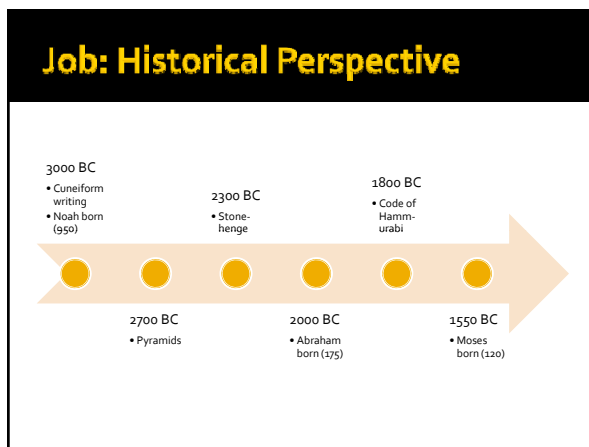 Job: Historical Perspective
3000 BC
• Cuneiform
writing
• Noah born
(950)
2700 BC
• Pyramids
2300 BC
• Stone-
henge
2000 BC
• Abraham
born (175)
1800 BC
• Code of
Hamm-
urabi
1550 BC
• Moses
born (120)